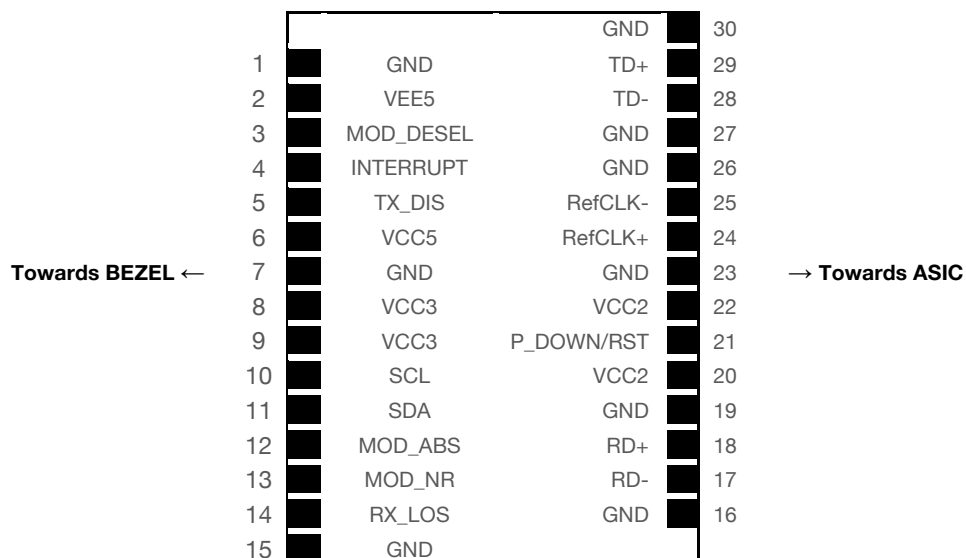 GND 30
1 GND TD+ 29
2 VEE5 TD- 28
3 MOD_DESEL GND 27
4 INTERRUPT GND 26
5 TX_DIS RefCLK- 25
6 VCC5 RefCLK+ 24
Towards BEZEL ← 7 GND GND 23 → Towards ASIC
8 VCC3 VCC2 22
9 VCC3 P_DOWN/RST 21
10 SCL VCC2 20
11 SDA GND 19
12 MOD_ABS RD+ 18
13 MOD_NR RD- 17
14 RX_LOS GND 16
15 GND